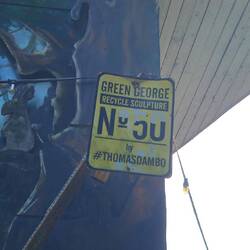 GREEN GEORGE
RECYCLE SCULPTURE
Nº 50
by
#THOMASDAMBO